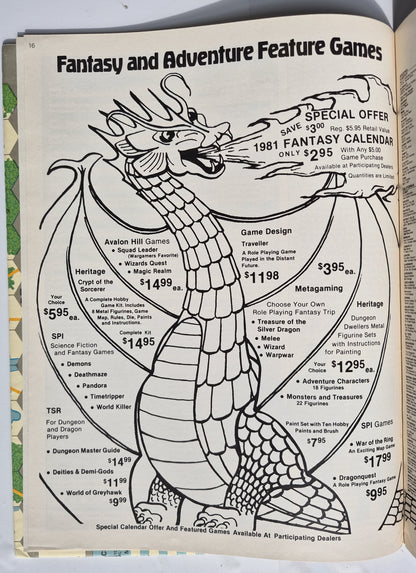 16
Fantasy and Adventure Feature Games
SPECIAL OFFER
SAVE $3.00 Reg. $5.95 Retail Value
1981 FANTASY CALENDAR
ONLY $2.95 With Any $5.00
Game Purchase
Available at Participating Dealers
Quantities are Limited
Avalon Hill Games
• Squad Leader
(Wargamers Favorite)
• Wizards Quest
• Magic Realm
$14.99 ea.
Heritage
Crypt of the
Sorcerer
A Complete Hobby
Game Kit. Includes
8 Metal Figurines, Game
Map, Rules, Die, Paints
and Instructions.
Complete Kit
$14.95
Your
Choice
$5.95 ea.
SPI
Science Fiction
and Fantasy Games
• Demons
• Deathmaze
• Pandora
• Timetripper
• World Killer
TSR
For Dungeon
and Dragon
Players
• Dungeon Master Guide
$14.99
• Deities & Demi-Gods
$11.99
• World of Greyhawk
$9.99
Game Design
Traveller
A Role Playing Game
Played in the Distant
Future.
$11.98
$3.95 ea.
Metagaming
Choose Your Own
Role Playing Fantasy Trip
• Treasure of the
Silver Dragon
• Melee
• Wizard
• Warpwar
Heritage
Dungeon
Dwellers Metal
Figurine Sets
with Instructions
for Painting
Your
Choice $12.95 ea.
• Adventure Characters
18 Figurines
• Monsters and Treasures
22 Figurines
Paint Set with Ten Hobby
Paints and Brush
$7.95
SPI Games
• War of the Ring
An Exciting Map Game
$17.99
• Dragonquest
A Role Playing Fantasy Game
$9.95
Special Calendar Offer And Featured Games Available At Participating Dealers